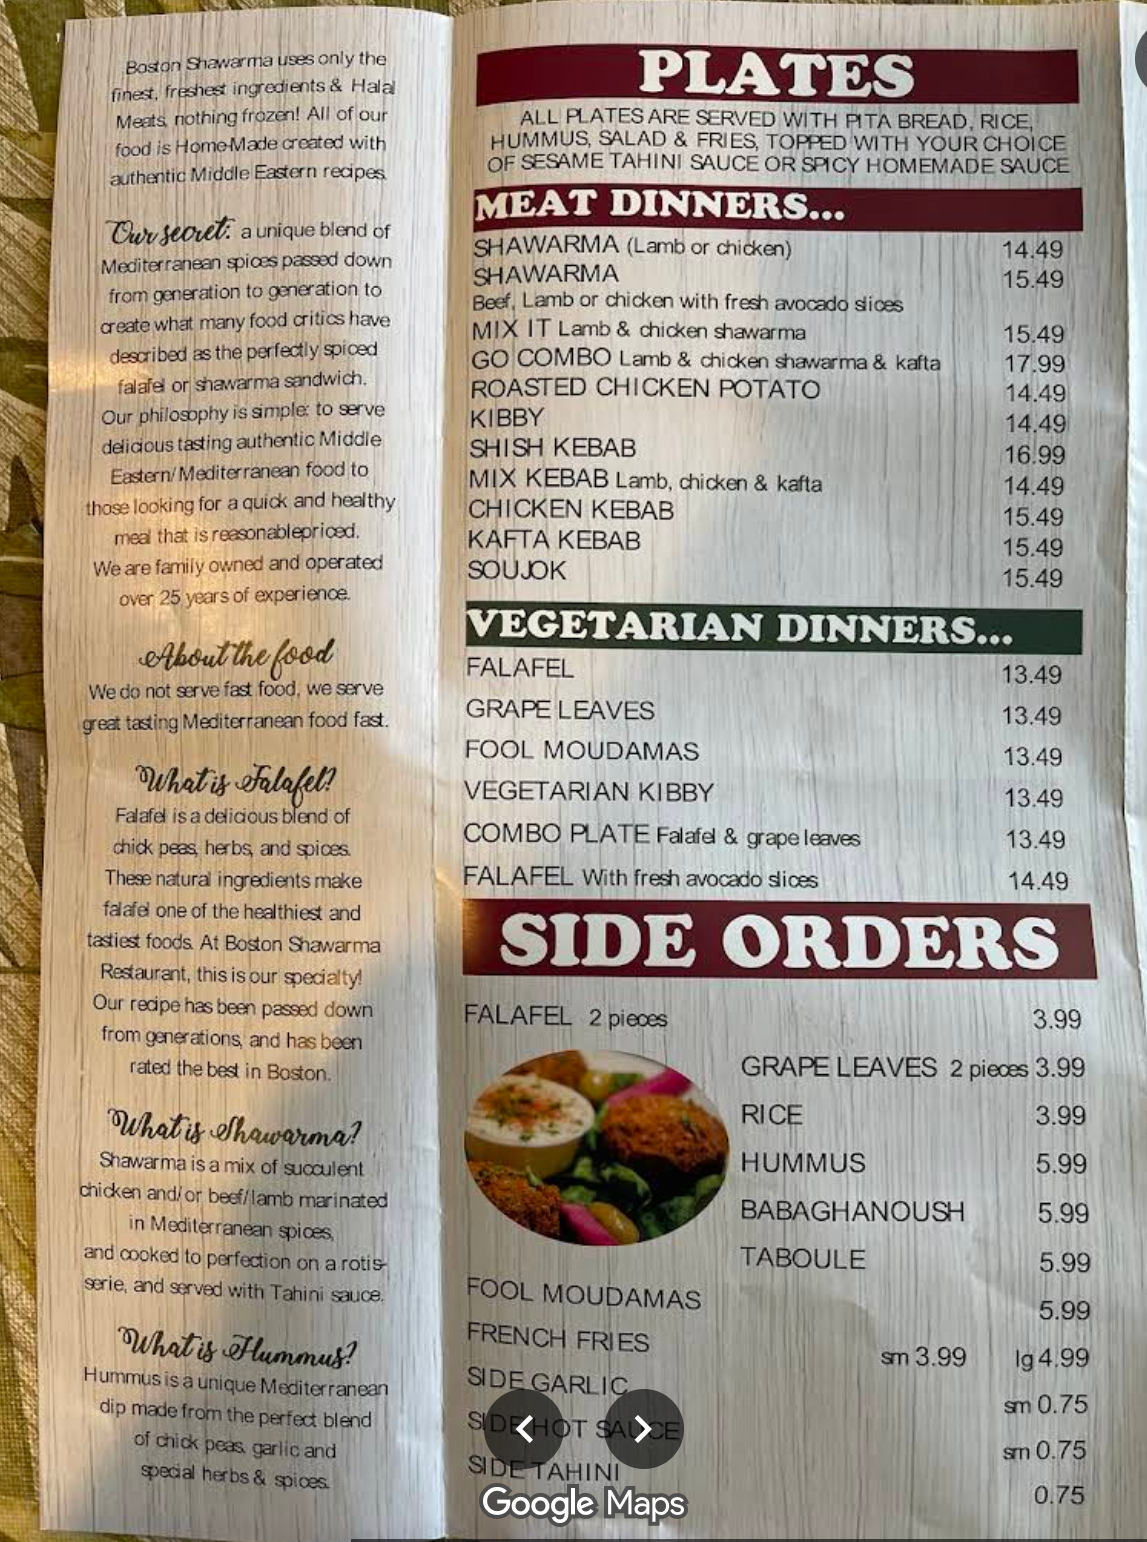 Boston Shawarma uses only the
finest, freshest ingredients & Halal
Meats, nothing frozen! All of our
food is Home-Made created with
authentic Middle Eastern recipes.
Our secret: a unique blend of
Mediterranean spices passed down
from generation to generation to
create what many food critics have
described as the perfectly spiced
falafel or shawarma sandwich.
Our philosophy is simple: to serve
delicious tasting authentic Middle
Eastern/Mediterranean food to
those looking for a quick and healthy
meal that is reasonablepriced.
We are family owned and operated
over 25 years of experience.
About the food
We do not serve fast food, we serve
great tasting Mediterranean food fast.
What is Falafel?
Falafel is a delicious blend of
chick peas, herbs, and spices.
These natural ingredients make
falafel one of the healthiest and
tastiest foods. At Boston Shawarma
Restaurant, this is our specialty!
Our recipe has been passed down
from generations, and has been
rated the best in Boston.
What is Shawarma?
Shawarma is a mix of succulent
chicken and/or beef/lamb marinated
in Mediterranean spices,
and cooked to perfection on a rotis-
serie, and served with Tahini sauce.
What is Hummus?
Hummus is a unique Mediterranean
dip made from the perfect blend
of chick peas, garlic and
special herbs & spices.
PLATES
ALL PLATES ARE SERVED WITH PITA BREAD, RICE,
HUMMUS, SALAD & FRIES, TOPPED WITH YOUR CHOICE
OF SESAME TAHINI SAUCE OR SPICY HOMEMADE SAUCE
MEAT DINNERS...
SHAWARMA (Lamb or chicken) 14.49
SHAWARMA 15.49
Beef, Lamb or chicken with fresh avocado slices
MIX IT Lamb & chicken shawarma 15.49
GO COMBO Lamb & chicken shawarma & kafta 17.99
ROASTED CHICKEN POTATO 14.49
KIBBY 14.49
SHISH KEBAB 16.99
MIX KEBAB Lamb, chicken & kafta 14.49
CHICKEN KEBAB 15.49
KAFTA KEBAB 15.49
SOUJOK 15.49
VEGETARIAN DINNERS...
FALAFEL 13.49
GRAPE LEAVES 13.49
FOOL MOUDAMAS 13.49
VEGETARIAN KIBBY 13.49
COMBO PLATE Falafel & grape leaves 13.49
FALAFEL With fresh avocado slices 14.49
SIDE ORDERS
FALAFEL 2 pieces 3.99
GRAPE LEAVES 2 pieces 3.99
RICE 3.99
HUMMUS 5.99
BABAGHANOUSH 5.99
TABOULE 5.99
FOOL MOUDAMAS 5.99
FRENCH FRIES sm 3.99 lg 4.99
SIDE GARLIC sm 0.75
SIDE HOT SAUCE sm 0.75
SIDE TAHINI 0.75
Google Maps